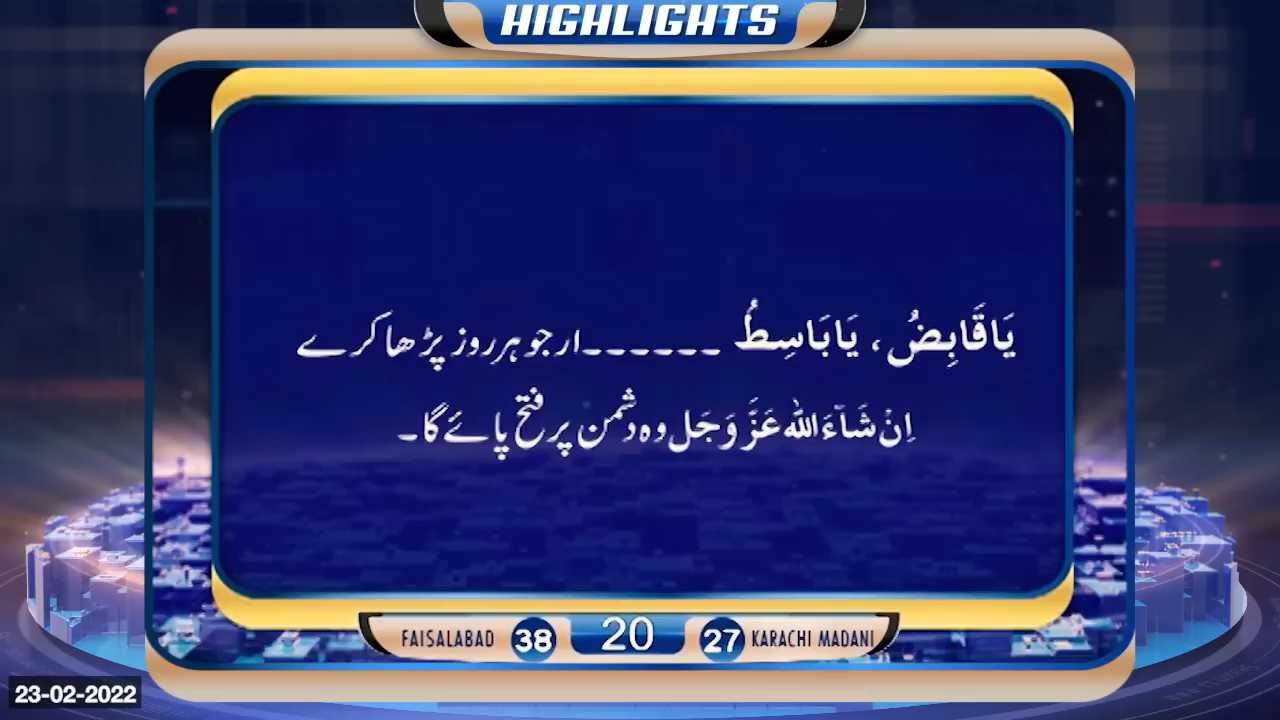 HIGHLIGHTS
یَاقَابِضُ، یَابَاسِطُ ۔۔۔۔۔۔ار جو ہر روز پڑھا کرے
اِنْ شَآءَ اللہ عَزَّوَجَل وہ دشمن پر فتح پائے گا۔
FAISALABAD 38 20 27 KARACHI MADANI
23-02-2022